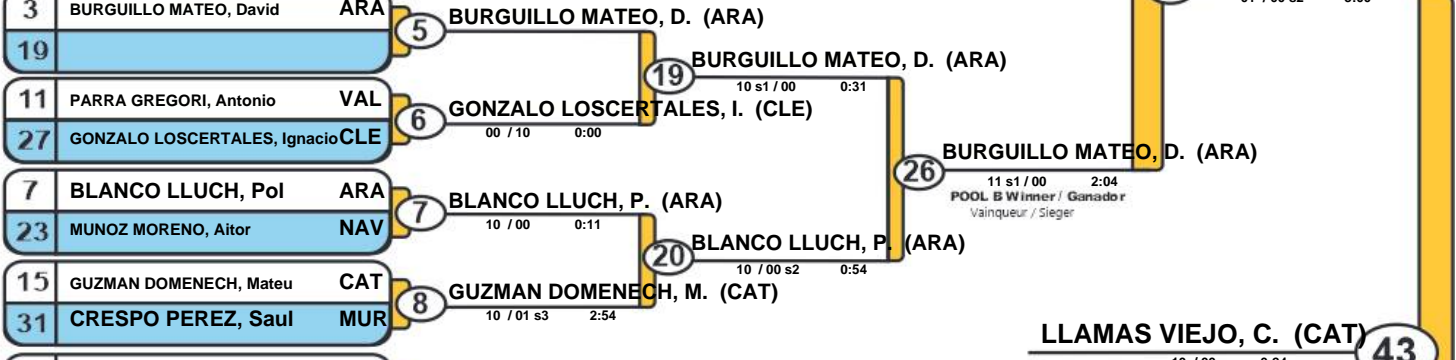 3 BURGUILLO MATEO, David ARA
19
5 BURGUILLO MATEO, D. (ARA)
11 PARRA GREGORI, Antonio VAL
27 GONZALO LOSCERTALES, Ignacio CLE
6 GONZALO LOSCERTALES, I. (CLE)
00 / 10 0:00
19 BURGUILLO MATEO, D. (ARA)
10 s1 / 00 0:31
7 BLANCO LLUCH, Pol ARA
23 MUNOZ MORENO, Aitor NAV
7 BLANCO LLUCH, P. (ARA)
10 / 00 0:11
15 GUZMAN DOMENECH, Mateu CAT
31 CRESPO PEREZ, Saul MUR
8 GUZMAN DOMENECH, M. (CAT)
10 / 01 s3 2:54
20 BLANCO LLUCH, P. (ARA)
10 / 00 s2 0:54
26 BURGUILLO MATEO, D. (ARA)
11 s1 / 00 2:04
POOL B Winner / Ganador
Vainqueur / Sieger
LLAMAS VIEJO, C. (CAT)
43